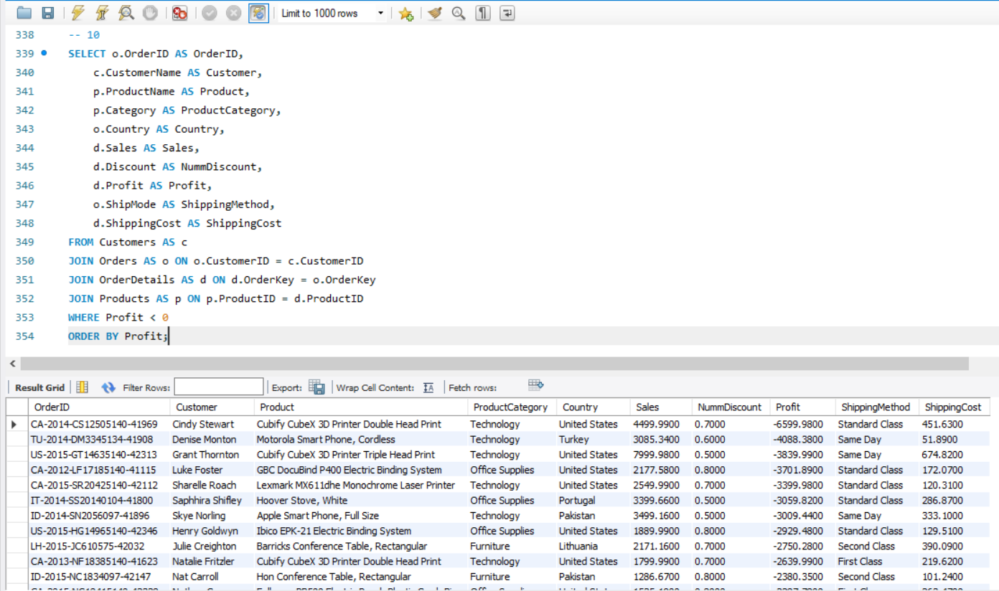 Limit to 1000 rows
338 -- 10
339 SELECT o.OrderID AS OrderID,
340 c.CustomerName AS Customer,
341 p.ProductName AS Product,
342 p.Category AS ProductCategory,
343 o.Country AS Country,
344 d.Sales AS Sales,
345 d.Discount AS NummDiscount,
346 d.Profit AS Profit,
347 o.ShipMode AS ShippingMethod,
348 d.ShippingCost AS ShippingCost
349 FROM Customers AS c
350 JOIN Orders AS o ON o.CustomerID = c.CustomerID
351 JOIN OrderDetails AS d ON d.OrderKey = o.OrderKey
352 JOIN Products AS p ON p.ProductID = d.ProductID
353 WHERE Profit < 0
354 ORDER BY Profit;
Result Grid Filter Rows: Export: Wrap Cell Content: Fetch rows:
OrderID Customer Product ProductCategory Country Sales NummDiscount Profit ShippingMethod ShippingCost
CA-2014-CS12505140-41969 Cindy Stewart Cubify CubeX 3D Printer Double Head Print Technology United States 4499.9900 0.7000 -6599.9800 Standard Class 451.6300
TU-2014-DM3345134-41908 Denise Monton Motorola Smart Phone, Cordless Technology Turkey 3085.3400 0.6000 -4088.3800 Same Day 51.8900
US-2015-GT14635140-42313 Grant Thornton Cubify CubeX 3D Printer Triple Head Print Technology United States 7999.9800 0.5000 -3839.9900 Same Day 674.8200
CA-2012-LF17185140-41115 Luke Foster GBC DocuBind P400 Electric Binding System Office Supplies United States 2177.5800 0.8000 -3701.8900 Standard Class 172.0700
CA-2015-SR20425140-42112 Sharelle Roach Lexmark MX611dhe Monochrome Laser Printer Technology United States 2549.9900 0.7000 -3399.9800 Standard Class 120.3100
IT-2014-SS20140104-41800 Saphhira Shifley Hoover Stove, White Office Supplies Portugal 3399.6600 0.5000 -3059.8200 Standard Class 286.8700
ID-2014-SN2056097-41896 Skye Norling Apple Smart Phone, Full Size Technology Pakistan 3499.1600 0.5000 -3009.4400 Same Day 333.1000
US-2015-HG14965140-42346 Henry Goldwyn Ibico EPK-21 Electric Binding System Office Supplies United States 1889.9900 0.8000 -2929.4800 Standard Class 129.5100
LH-2015-JC610575-42032 Julie Creighton Barricks Conference Table, Rectangular Furniture Lithuania 2171.1600 0.7000 -2750.2800 Second Class 390.0900
CA-2013-NF18385140-41623 Natalie Fritzler Cubify CubeX 3D Printer Double Head Print Technology United States 1799.9900 0.7000 -2639.9900 First Class 219.6200
ID-2015-NC1834097-42147 Nat Carroll Hon Conference Table, Rectangular Furniture Pakistan 1286.6700 0.8000 -2380.3500 Second Class 101.2400